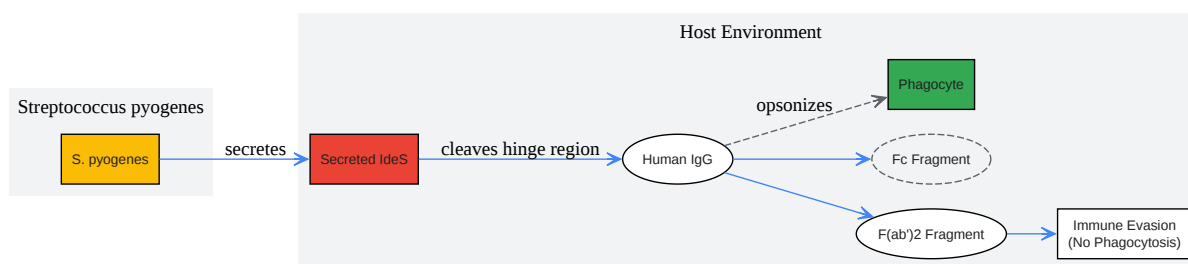 Host Environment
Streptococcus pyogenes
S. pyogenes
secretes
Secreted IdeS
cleaves hinge region
Human IgG
opsonizes
Phagocyte
Fc Fragment
F(ab')2 Fragment
Immune Evasion
(No Phagocytosis)